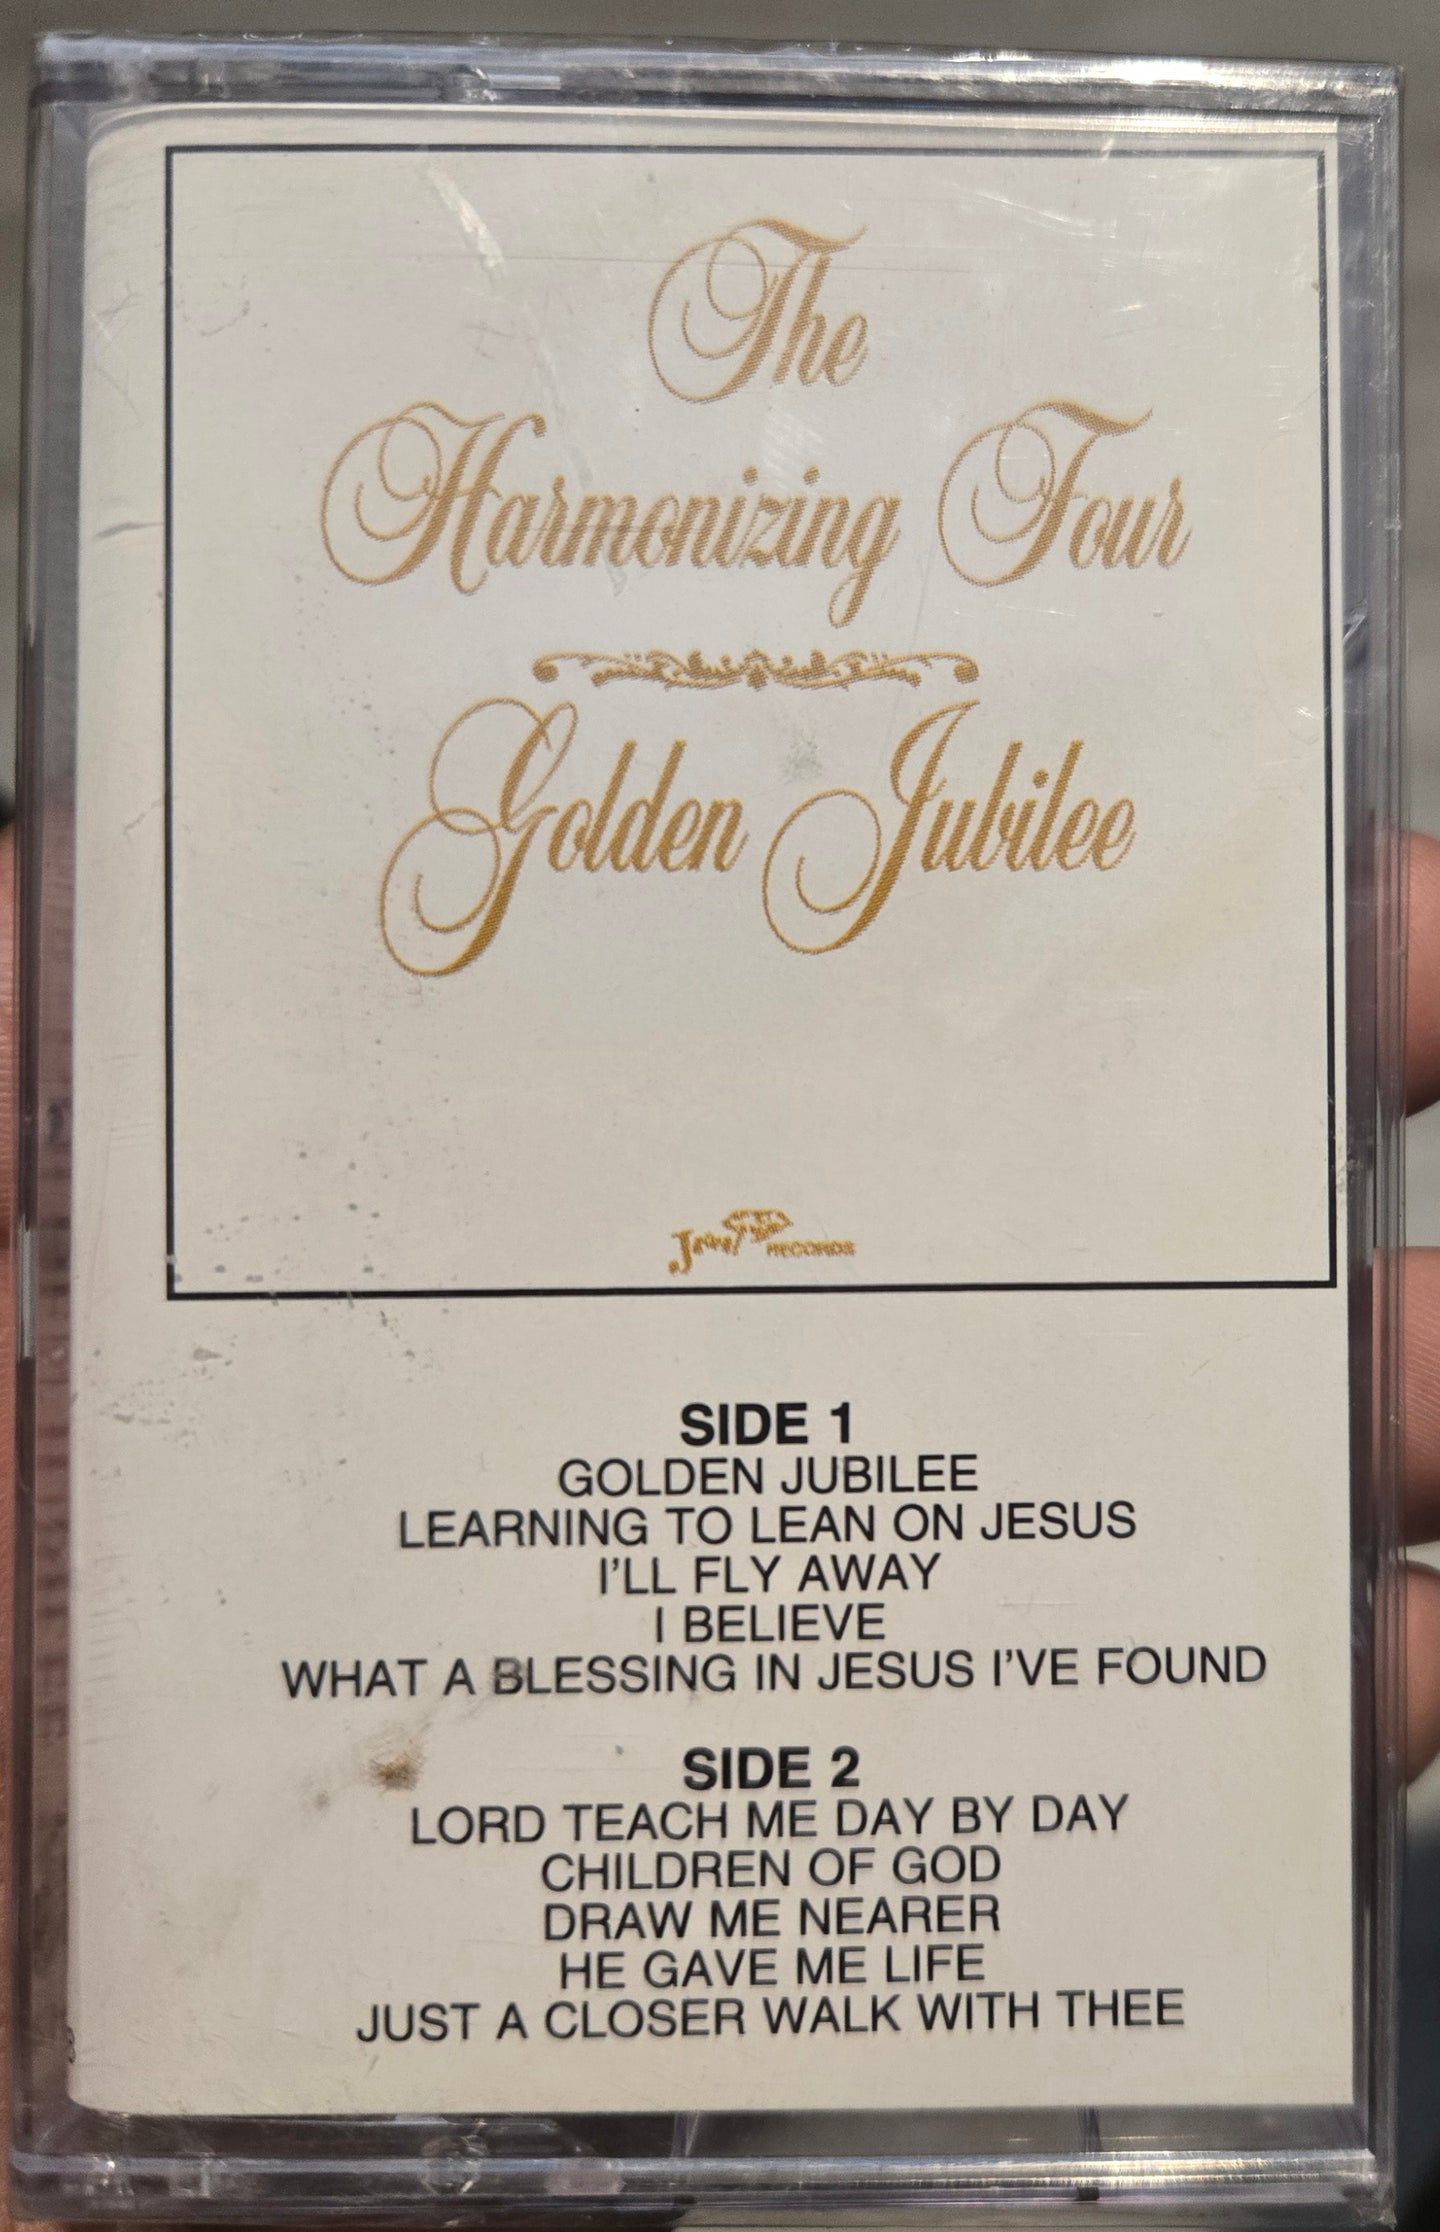 The
Harmonizing Four
Golden Jubilee
Jewel RECORDS
SIDE 1
GOLDEN JUBILEE
LEARNING TO LEAN ON JESUS
I'LL FLY AWAY
I BELIEVE
WHAT A BLESSING IN JESUS I'VE FOUND
SIDE 2
LORD TEACH ME DAY BY DAY
CHILDREN OF GOD
DRAW ME NEARER
HE GAVE ME LIFE
JUST A CLOSER WALK WITH THEE